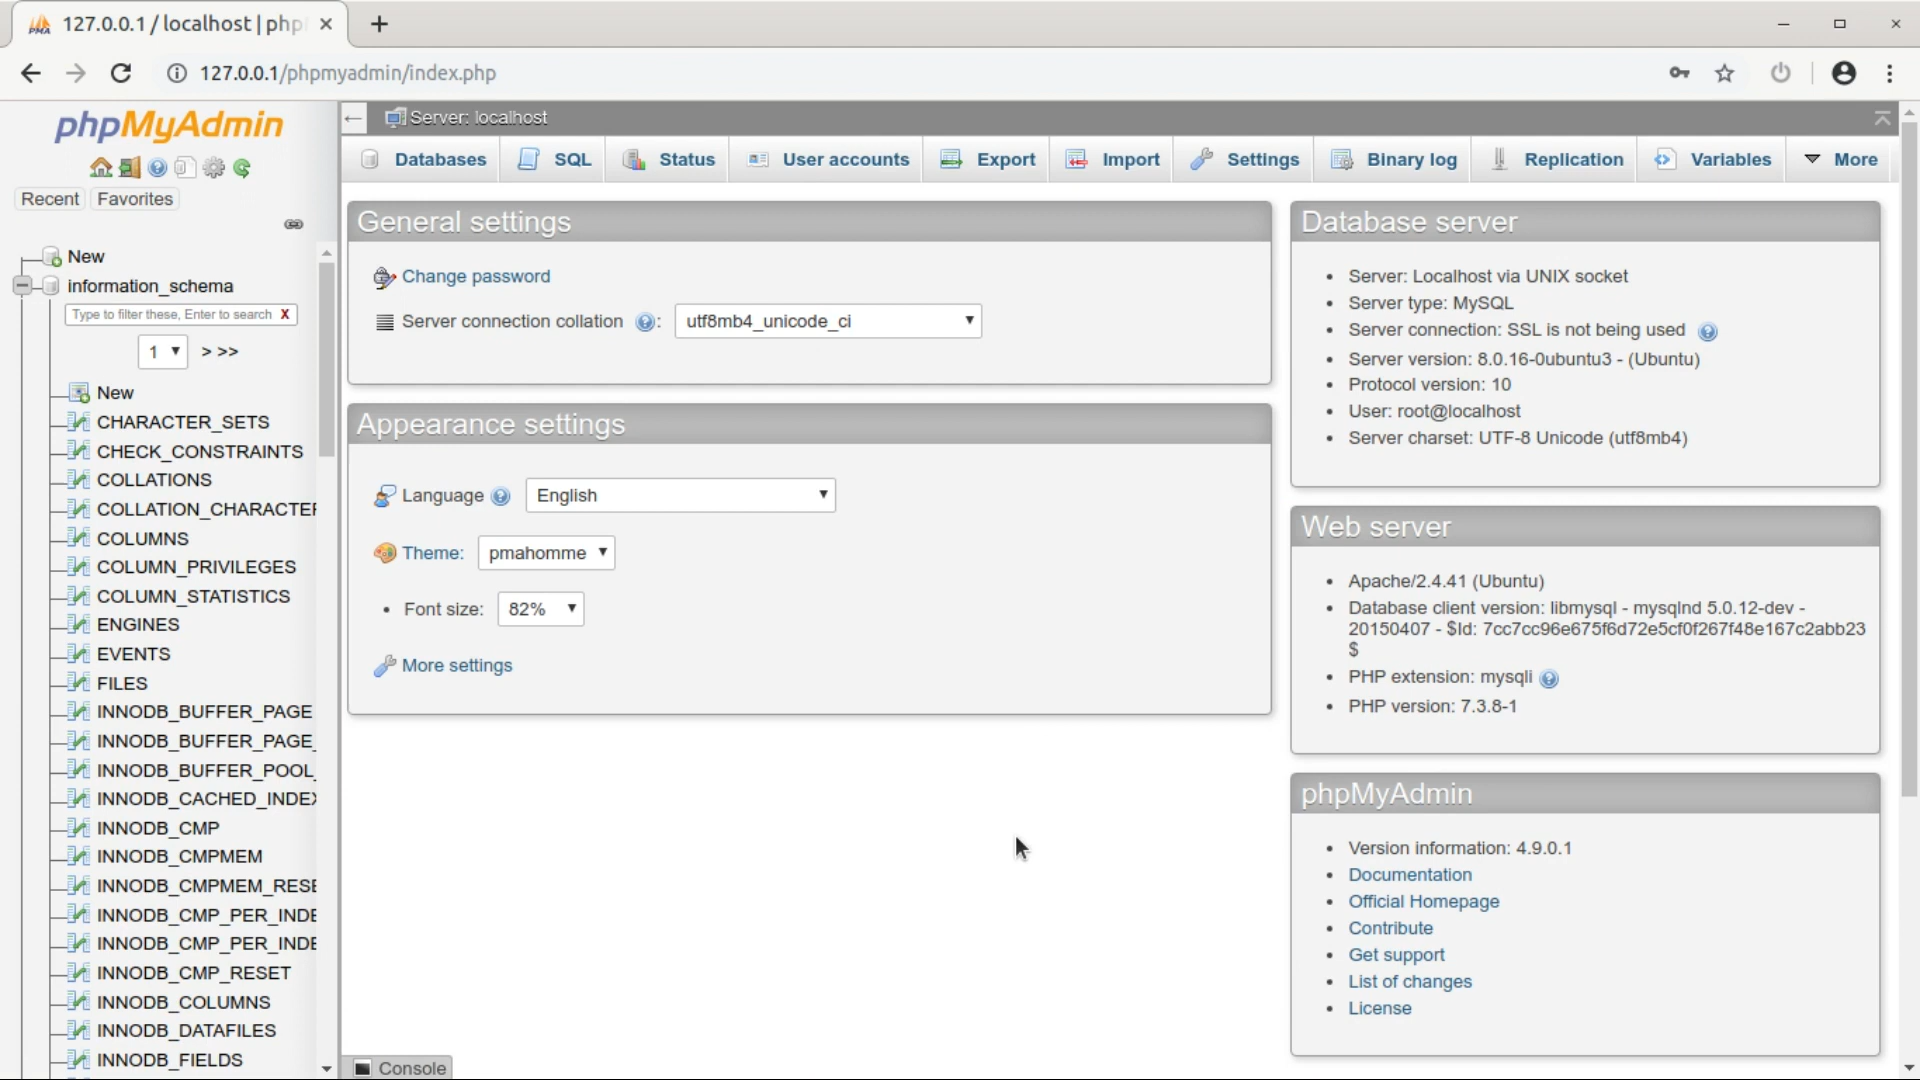 127.0.0.1 / localhost | php
127.0.0.1/phpmyadmin/index.php
phpMyAdmin
Recent
Favorites
New
information_schema
Type to filter these, Enter to search X
1 > >>
New
CHARACTER_SETS
CHECK_CONSTRAINTS
COLLATIONS
COLLATION_CHARACTER
COLUMNS
COLUMN_PRIVILEGES
COLUMN_STATISTICS
ENGINES
EVENTS
FILES
INNODB_BUFFER_PAGE
INNODB_BUFFER_PAGE_
INNODB_BUFFER_POOL_
INNODB_CACHED_INDEX
INNODB_CMP
INNODB_CMPMEM
INNODB_CMPMEM_RESE
INNODB_CMP_PER_INDE
INNODB_CMP_PER_INDE
INNODB_CMP_RESET
INNODB_COLUMNS
INNODB_DATAFILES
INNODB_FIELDS
Server: localhost
Databases SQL Status User accounts Export Import Settings Binary log Replication Variables More
General settings
Change password
Server connection collation : utf8mb4_unicode_ci
Appearance settings
Language English
Theme: pmahomme
• Font size: 82%
More settings
Console
Database server
• Server: Localhost via UNIX socket
• Server type: MySQL
• Server connection: SSL is not being used
• Server version: 8.0.16-0ubuntu3 - (Ubuntu)
• Protocol version: 10
• User: root@localhost
• Server charset: UTF-8 Unicode (utf8mb4)
Web server
• Apache/2.4.41 (Ubuntu)
• Database client version: libmysql - mysqlnd 5.0.12-dev -
20150407 - $Id: 7cc7cc96e675f6d72e5cf0f267f48e167c2abb23
$
• PHP extension: mysqli
• PHP version: 7.3.8-1
phpMyAdmin
• Version information: 4.9.0.1
• Documentation
• Official Homepage
• Contribute
• Get support
• List of changes
• License